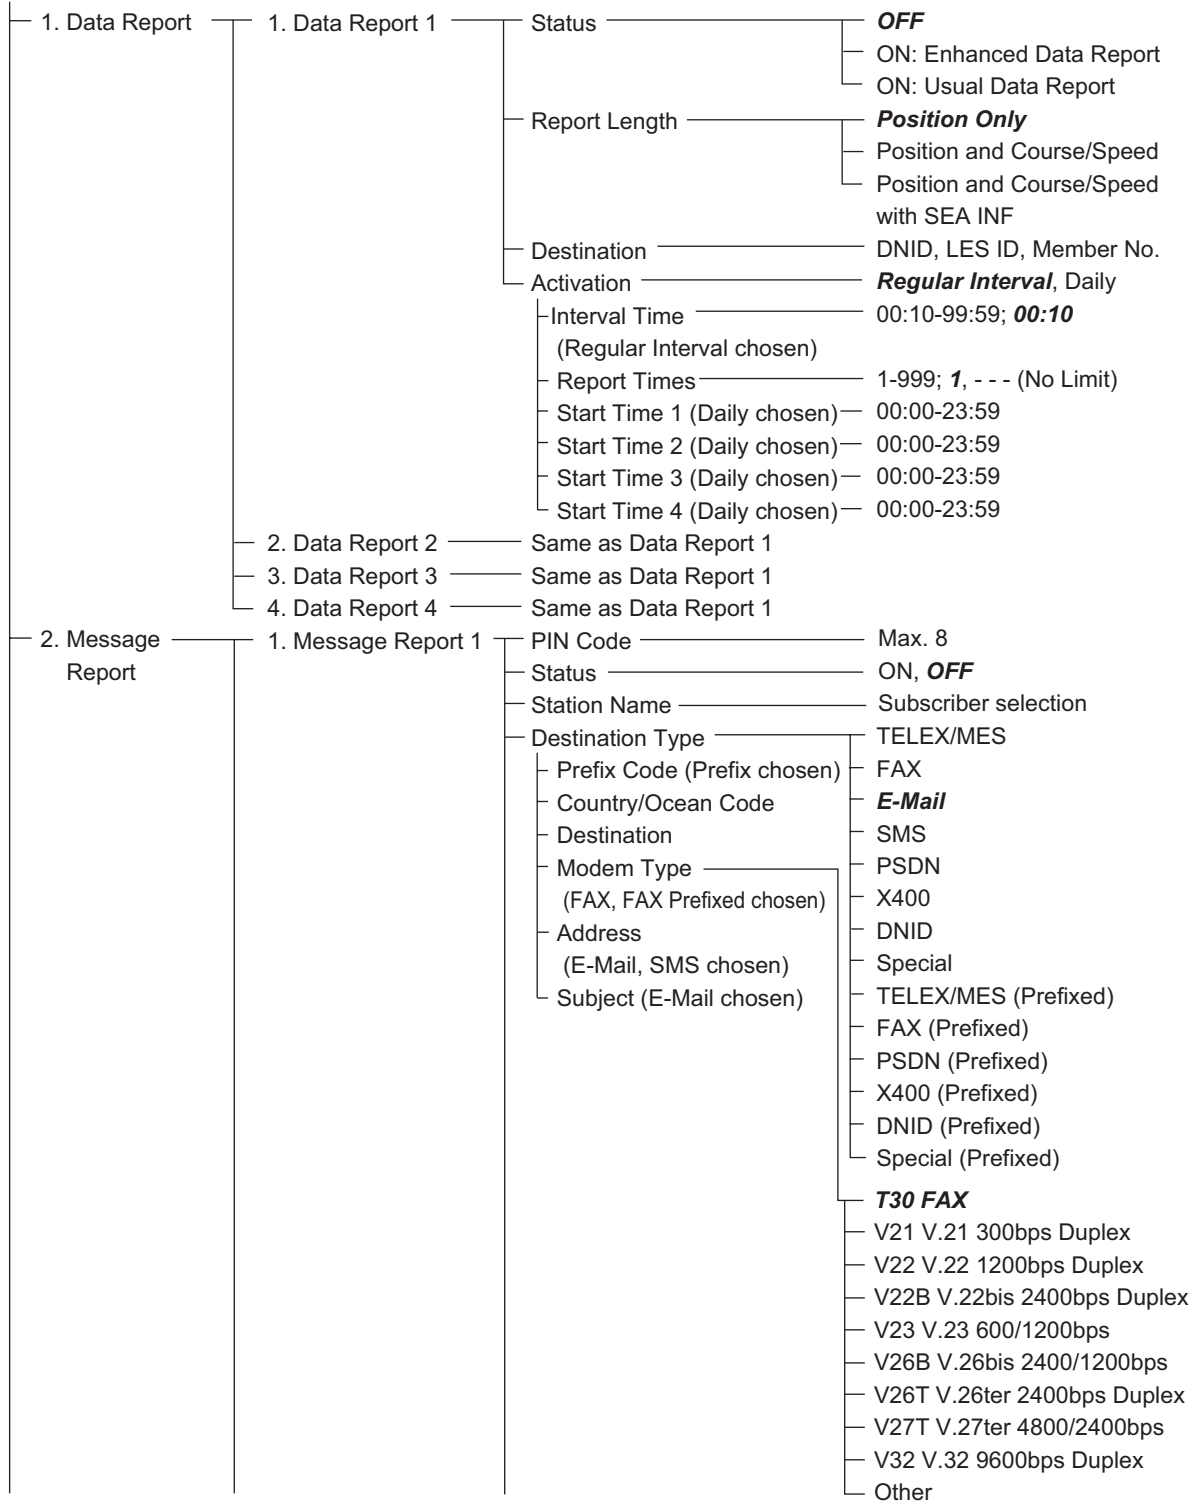 1. Data Report 1. Data Report 1 Status OFF
ON: Enhanced Data Report
ON: Usual Data Report
Report Length Position Only
Position and Course/Speed
Position and Course/Speed
with SEA INF
Destination DNID, LES ID, Member No.
Activation Regular Interval, Daily
Interval Time 00:10-99:59; 00:10
(Regular Interval chosen)
Report Times 1-999; 1, - - - (No Limit)
Start Time 1 (Daily chosen) 00:00-23:59
Start Time 2 (Daily chosen) 00:00-23:59
Start Time 3 (Daily chosen) 00:00-23:59
Start Time 4 (Daily chosen) 00:00-23:59
2. Data Report 2 Same as Data Report 1
3. Data Report 3 Same as Data Report 1
4. Data Report 4 Same as Data Report 1
2. Message 1. Message Report 1 PIN Code Max. 8
Report Status ON, OFF
Station Name Subscriber selection
Destination Type TELEX/MES
Prefix Code (Prefix chosen) FAX
Country/Ocean Code E-Mail
Destination SMS
Modem Type PSDN
(FAX, FAX Prefixed chosen) X400
Address DNID
(E-Mail, SMS chosen) Special
Subject (E-Mail chosen) TELEX/MES (Prefixed)
FAX (Prefixed)
PSDN (Prefixed)
X400 (Prefixed)
DNID (Prefixed)
Special (Prefixed)
T30 FAX
V21 V.21 300bps Duplex
V22 V.22 1200bps Duplex
V22B V.22bis 2400bps Duplex
V23 V.23 600/1200bps
V26B V.26bis 2400/1200bps
V26T V.26ter 2400bps Duplex
V27T V.27ter 4800/2400bps
V32 V.32 9600bps Duplex
Other